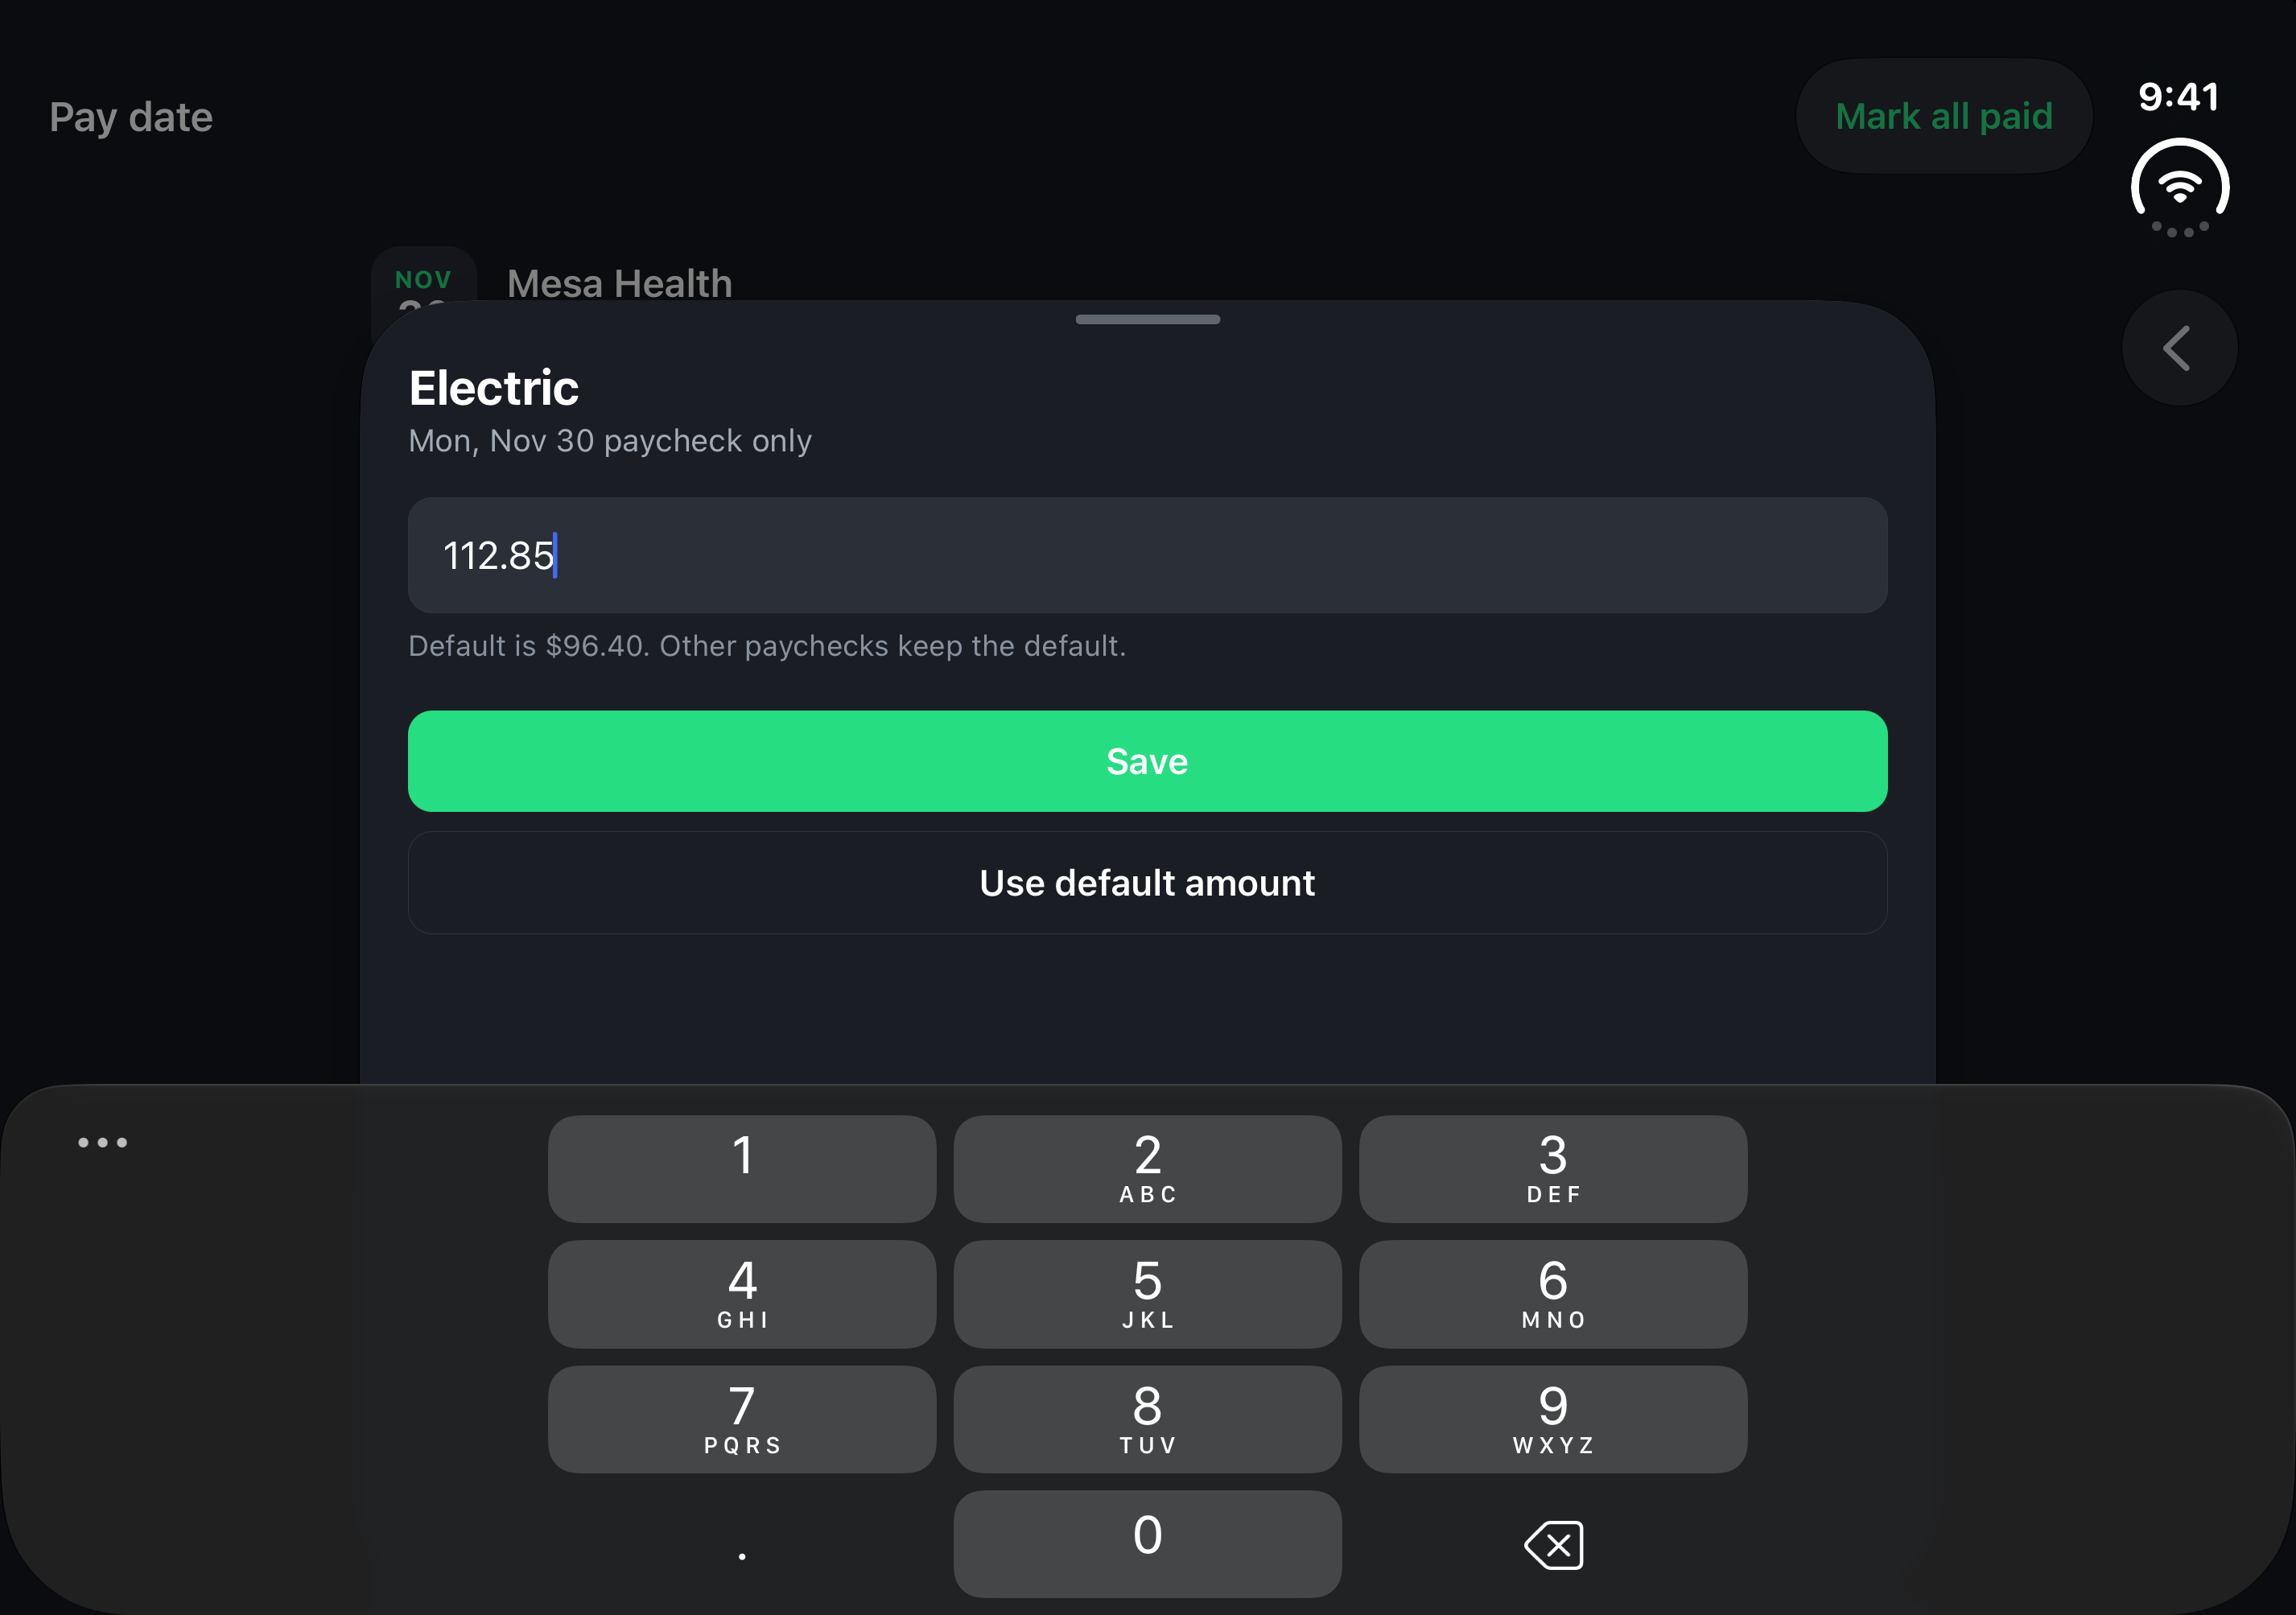 Pay date
Mark all paid
9:41
NOV
Mesa Health
Electric
Mon, Nov 30 paycheck only
112.85
Default is $96.40. Other paychecks keep the default.
Save
Use default amount
1
2
ABC
3
DEF
4
GHI
5
JKL
6
MNO
7
PQRS
8
TUV
9
WXYZ
.
0